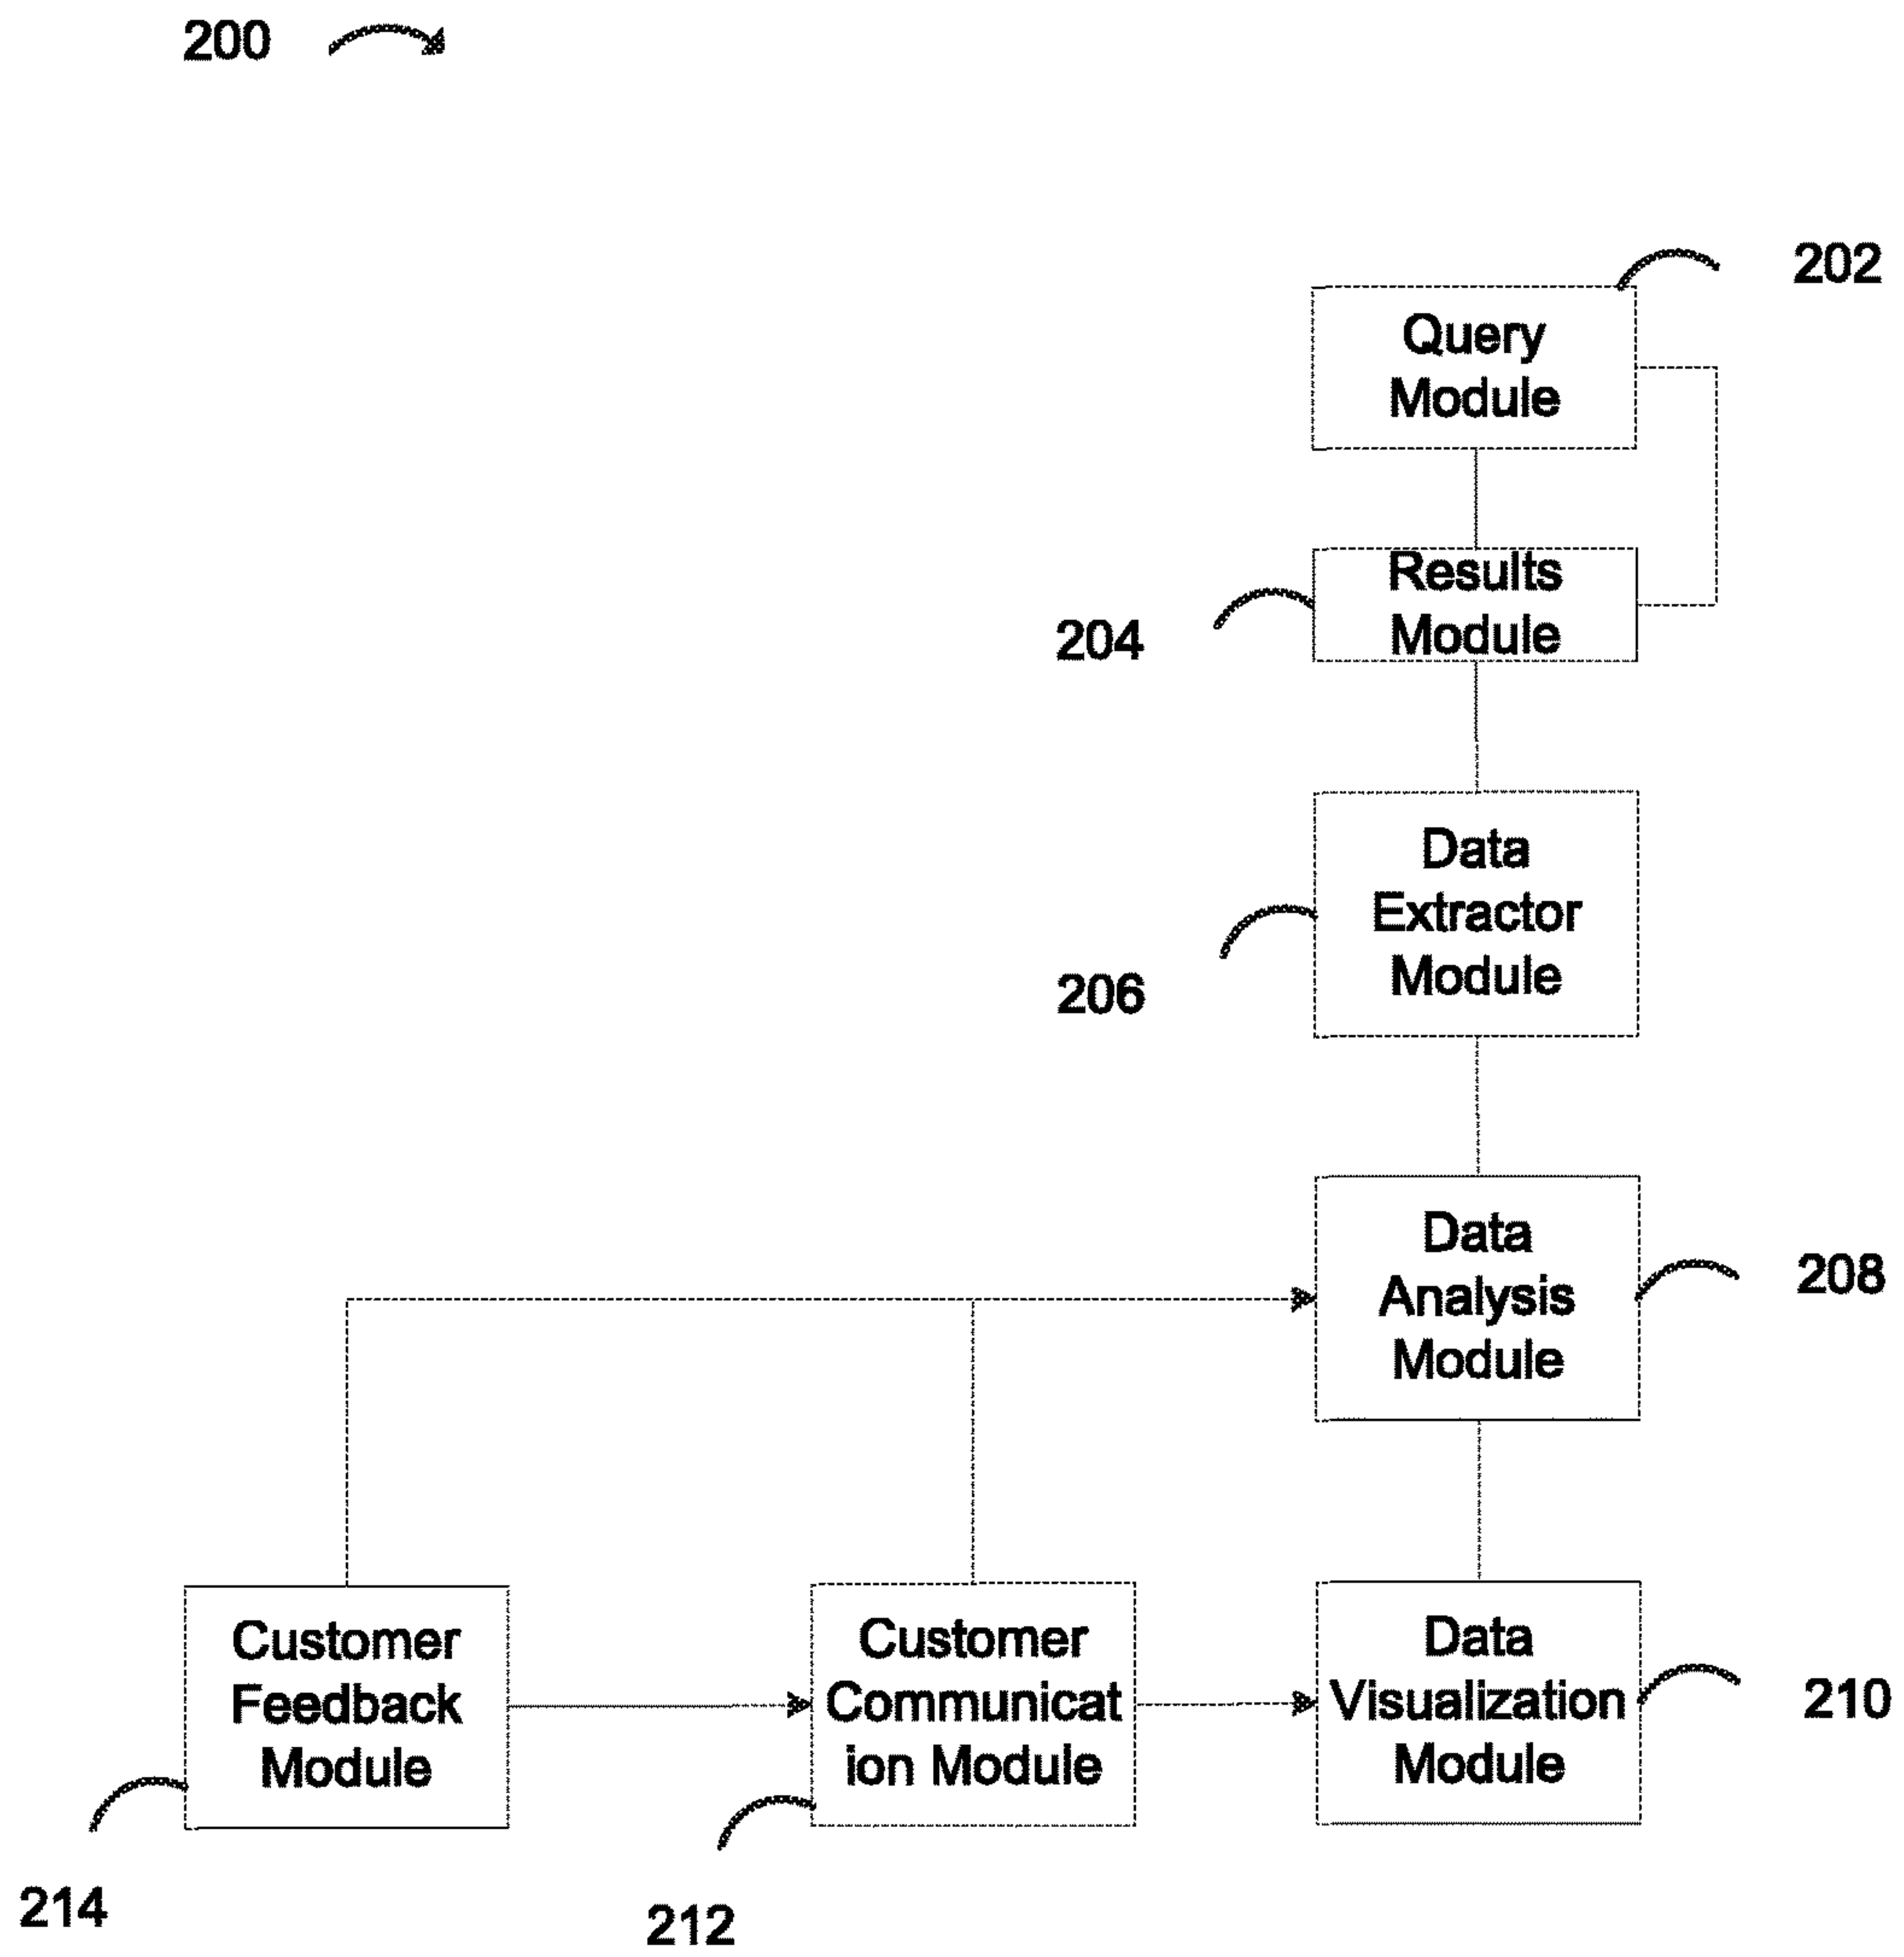 200
202
Query
Module
Results
Module
204
Data
Extractor
Module
206
Data
Analysis
Module
208
Customer
Feedback
Module
214
Customer
Communicat
ion Module
212
Data
Visualization
Module
210